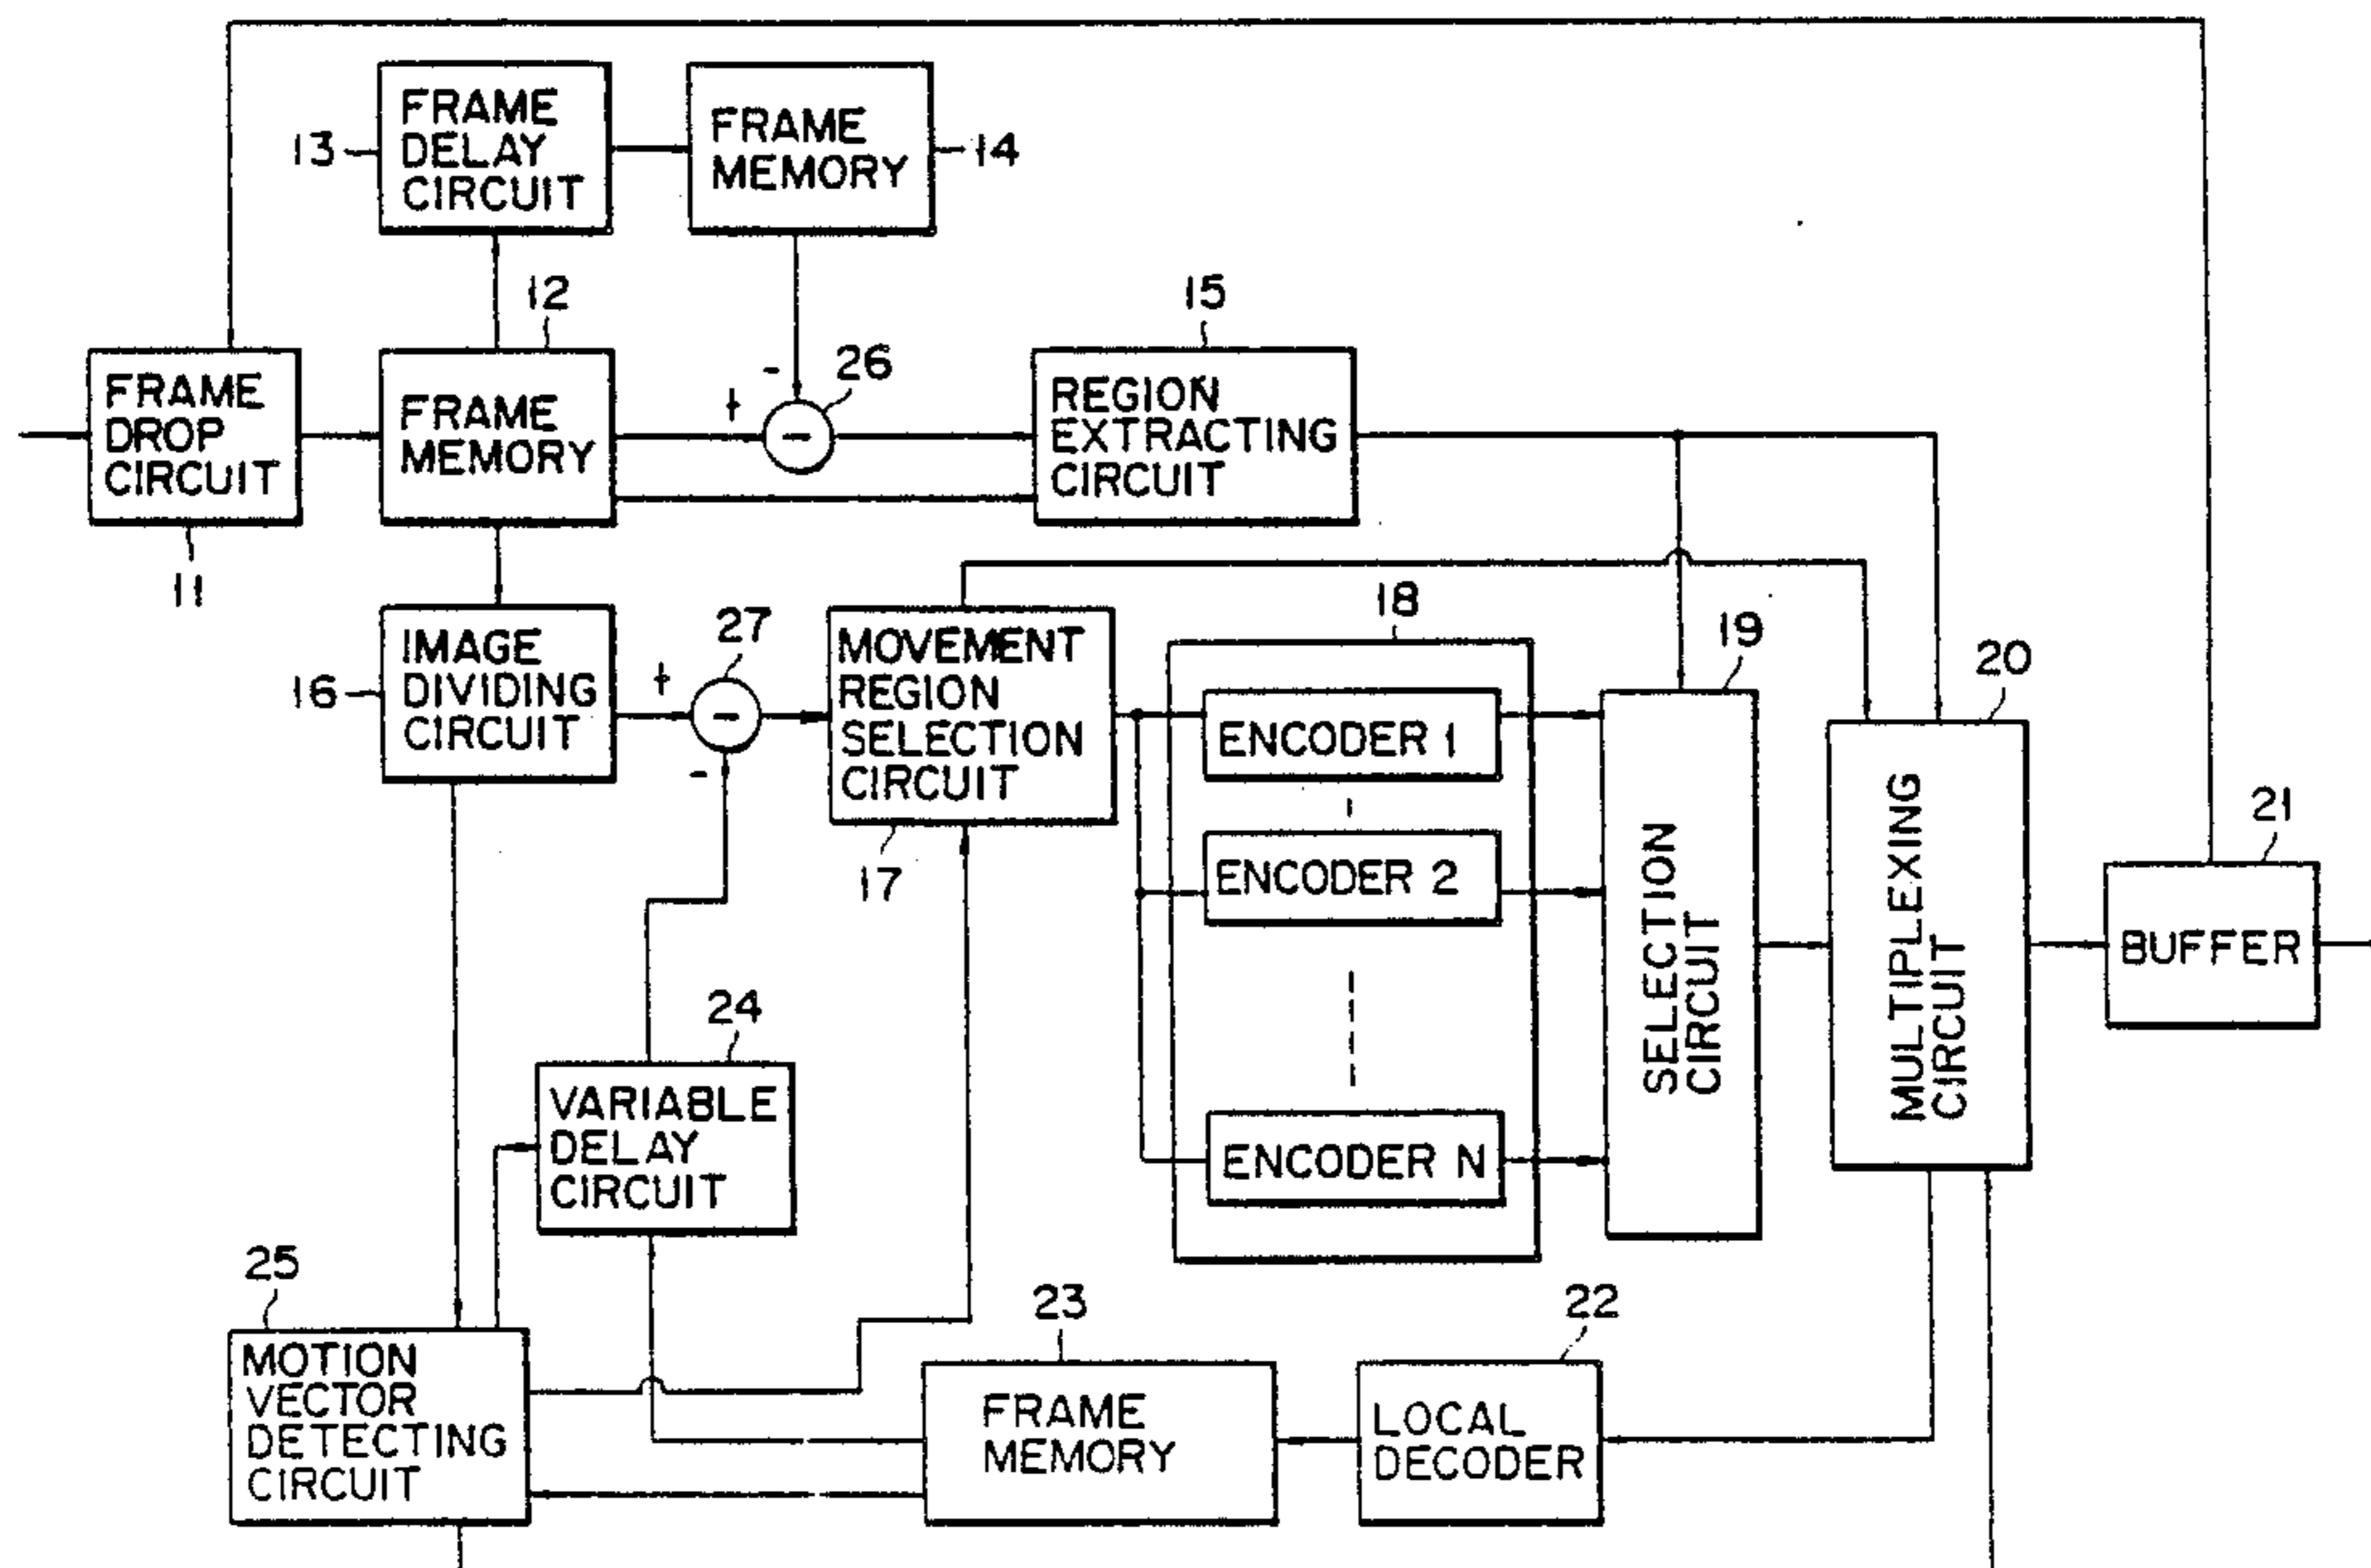 FRAME
DELAY
CIRCUIT
13
FRAME
MEMORY
14
12
15
FRAME
DROP
CIRCUIT
11
FRAME
MEMORY
+
-
-
26
REGION
EXTRACTING
CIRCUIT
16
IMAGE
DIVIDING
CIRCUIT
+
-
-
27
MOVEMENT
REGION
SELECTION
CIRCUIT
17
18
ENCODER 1
ENCODER 2
ENCODER N
19
SELECTION
CIRCUIT
20
MULTIPLEXING
CIRCUIT
21
BUFFER
24
VARIABLE
DELAY
CIRCUIT
25
MOTION
VECTOR
DETECTING
CIRCUIT
23
FRAME
MEMORY
22
LOCAL
DECODER